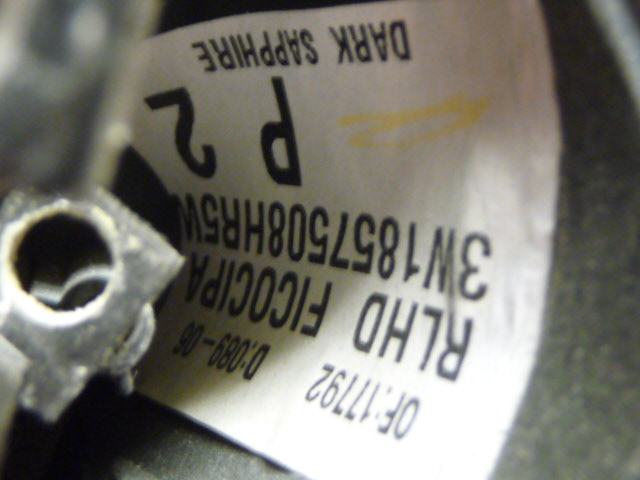 OF:17792 D:089-06
RLHD FICOCIPA
3W1857508HR5W
P 2
DARK SAPPHIRE